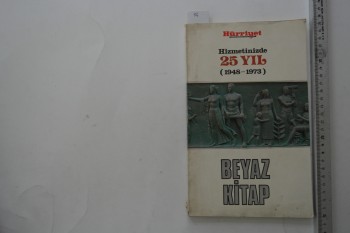 Hürriyet
Hizmetinizde
25 YIL
(1948-1973)
BEYAZ
KİTAP